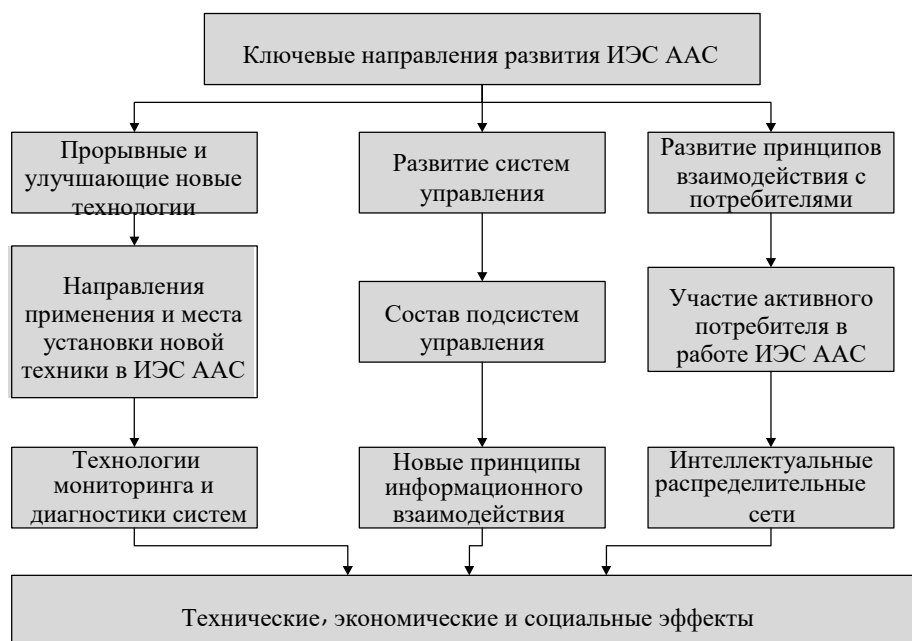 Ключевые направления развития ИЭС ААС
Прорывные и
улучшающие новые
технологии
Развитие систем
управления
Развитие принципов
взаимодействия с
потребителями
Направления
применения и места
установки новой
техники в ИЭС ААС
Состав подсистем
управления
Участие активного
потребителя в
работе ИЭС ААС
Технологии
мониторинга и
диагностики систем
Новые принципы
информационного
взаимодействия
Интеллектуальные
распределительные
сети
Технические, экономические и социальные эффекты